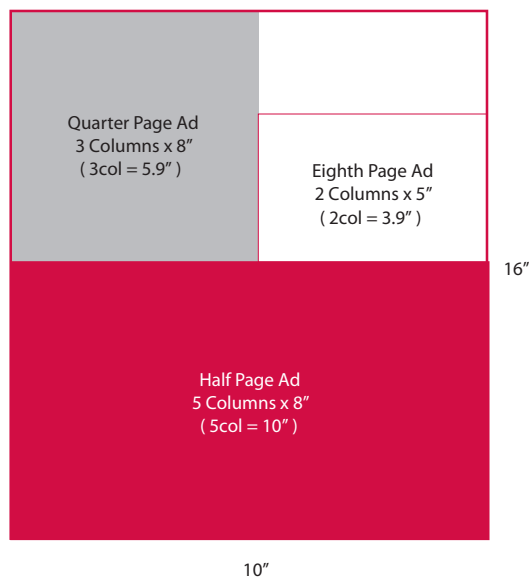 Quarter Page Ad
3 Columns x 8”
( 3col = 5.9” )
Eighth Page Ad
2 Columns x 5”
( 2col = 3.9” )
16”
Half Page Ad
5 Columns x 8”
( 5col = 10” )
10”